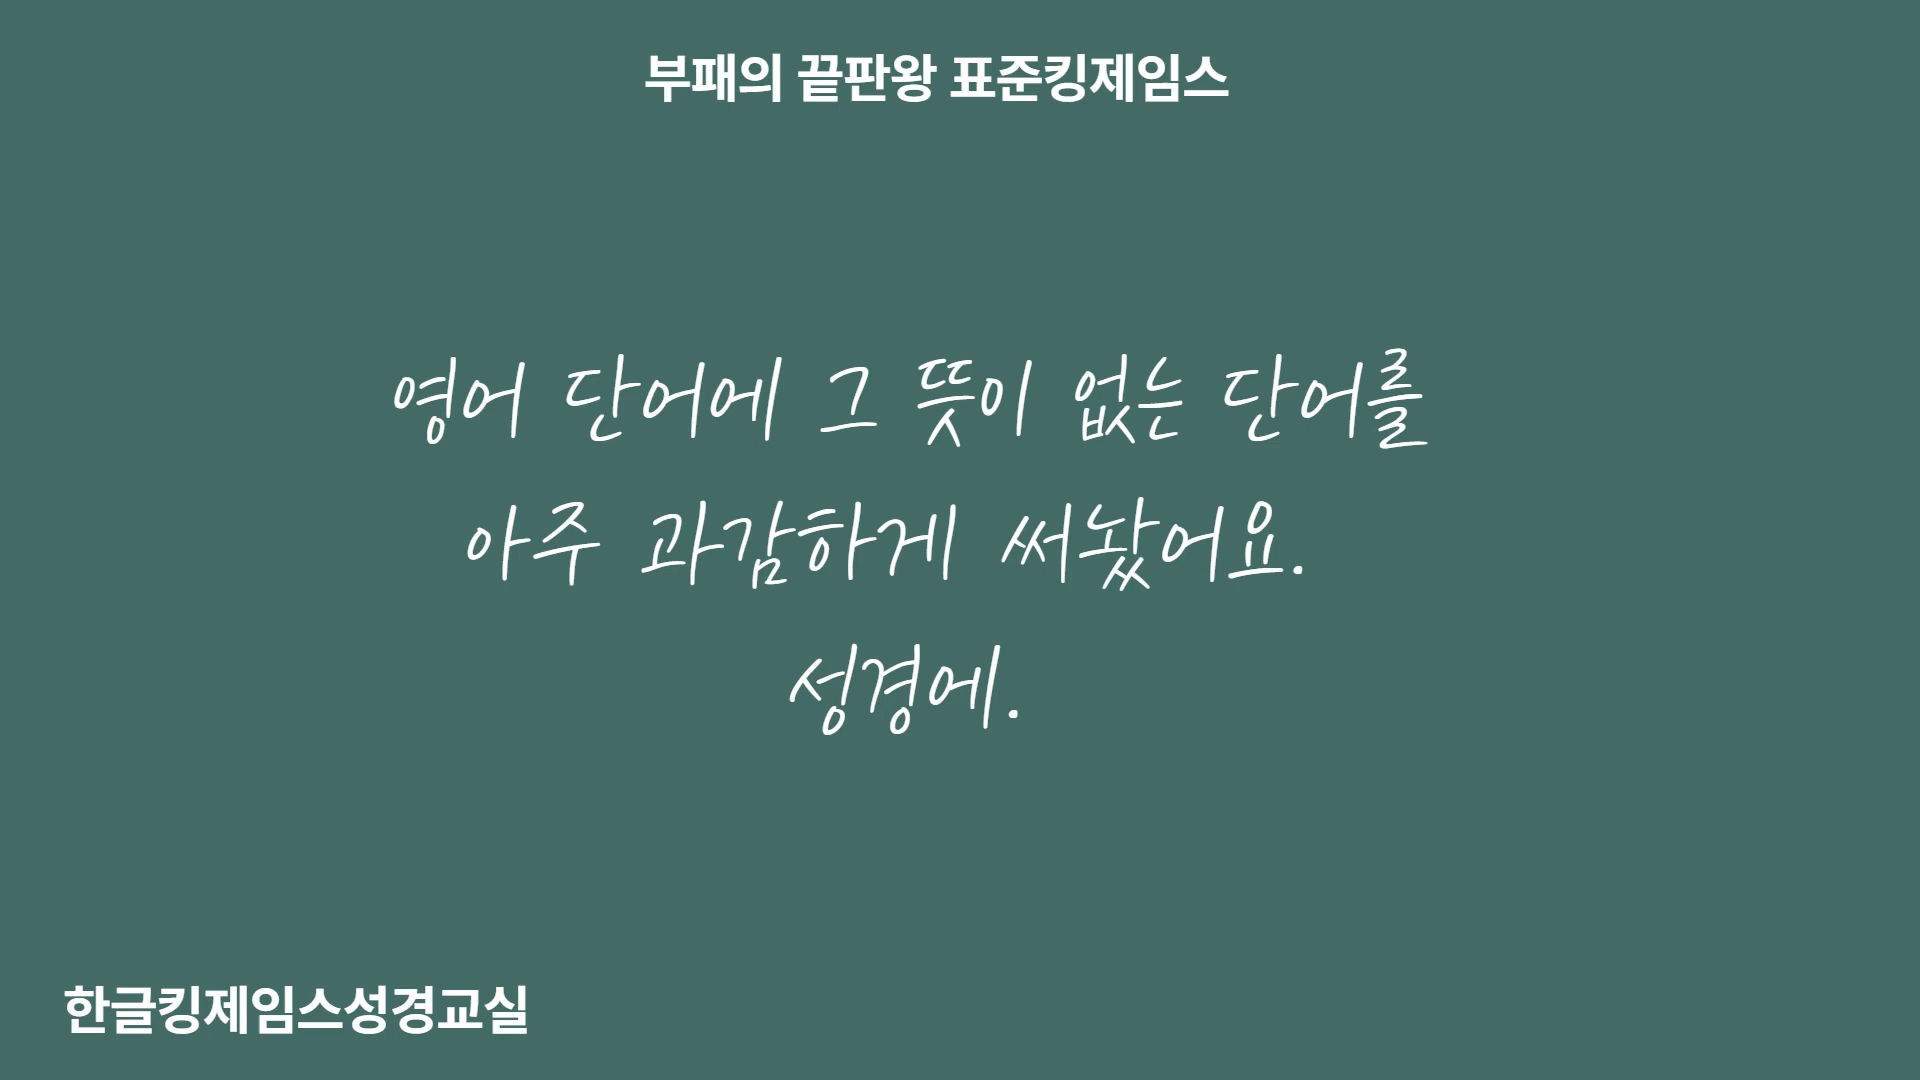 부패의 끝판왕 표준킹제임스
영어 단어에 그 뜻이 없는 단어를
아주 과감하게 써놨어요.
성경에.
한글킹제임스성경교실